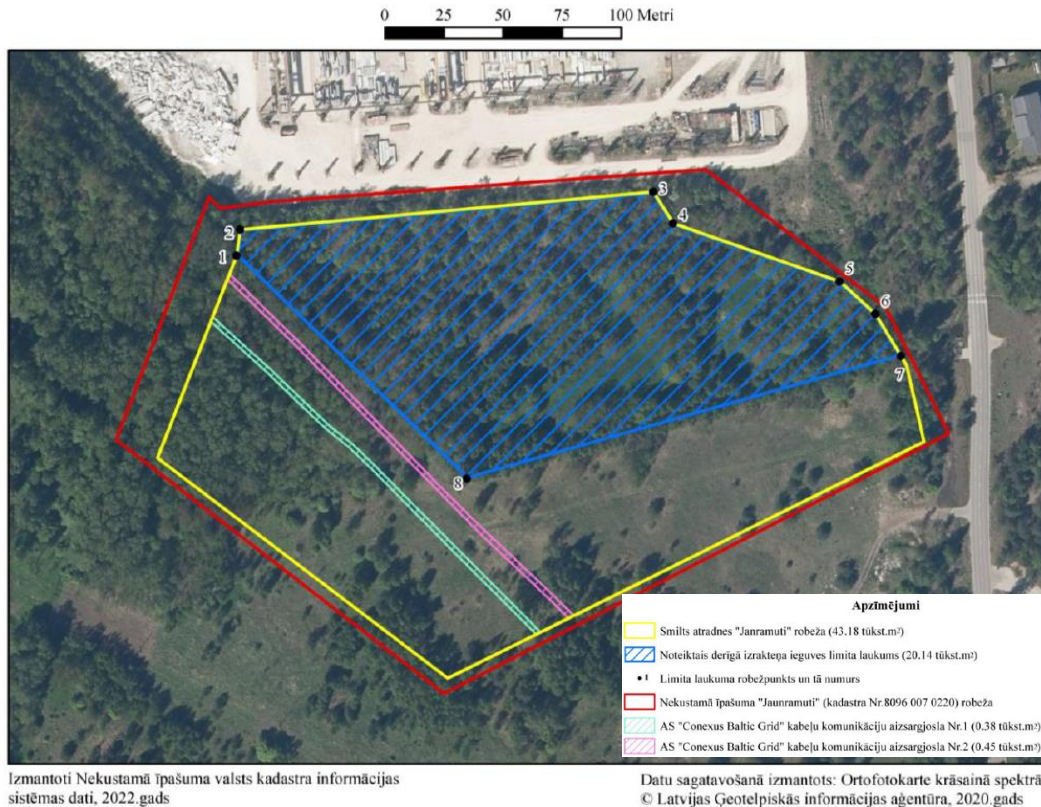 0 25 50 75 100 Metri
3
4
2
1
5
6
7
8
Apzīmējumi
Smilts atradnes "Janramuti" robeža (43.18 tūkst.m²)
Noteiktais derīgā izrakteņa ieguves limita laukums (20.14 tūkst.m²)
1 Limita laukuma robežpunkts un tā numurs
Nekustamā īpašuma "Jaunramuti" (kadastra Nr.8096 007 0220) robeža
AS "Conexus Baltic Grid" kabeļu komunikāciju aizsargjosla Nr.1 (0.38 tūkst.m²)
AS "Conexus Baltic Grid" kabeļu komunikāciju aizsargjosla Nr.2 (0.45 tūkst.m²)
Izmantoti Nekustamā īpašuma valsts kadastra informācijas
sistēmas dati, 2022.gads
Datu sagatavošanā izmantots: Ortofotokarte krāsainā spektrā
© Latvijas Ģeotelpiskās informācijas aģentūra, 2020.gads